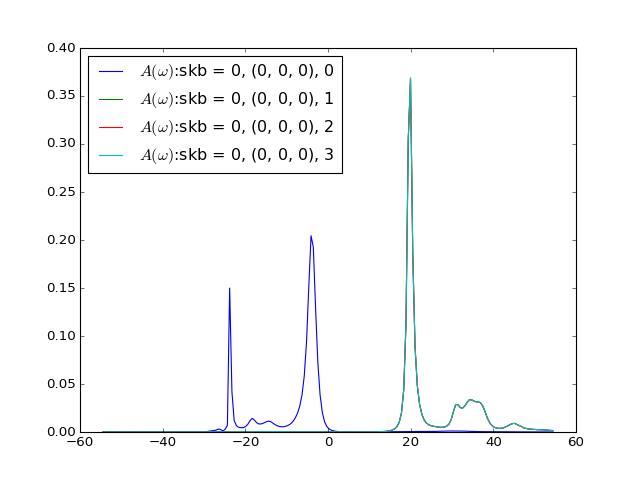 0.40
0.35
0.30
0.25
0.20
0.15
0.10
0.05
0.00
A(ω):skb = 0, (0, 0, 0), 0
A(ω):skb = 0, (0, 0, 0), 1
A(ω):skb = 0, (0, 0, 0), 2
A(ω):skb = 0, (0, 0, 0), 3
−60 −40 −20 0 20 40 60